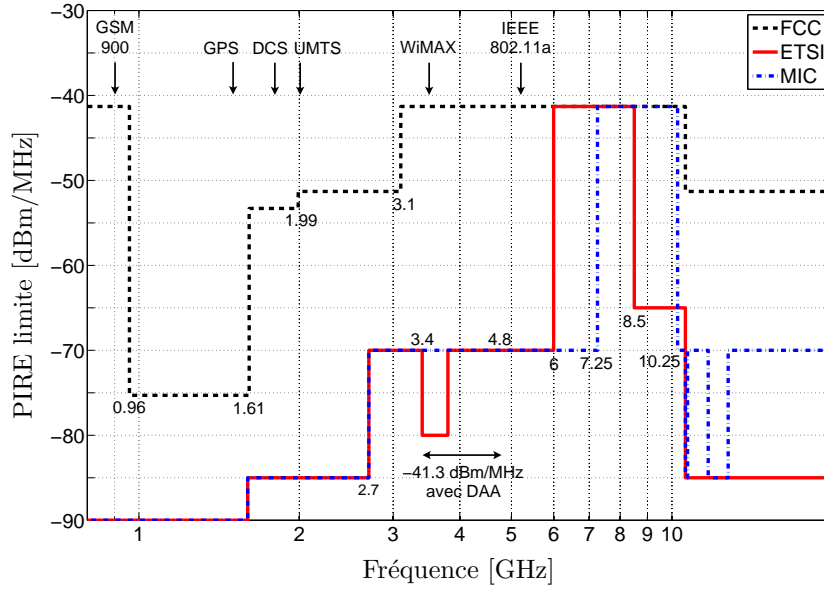 −30
−40
−50
−60
−70
−80
−90
PIRE limite [dBm/MHz]
GSM
900
GPS
DCS UMTS
WiMAX
IEEE
802.11a
FCC
ETSI
MIC
0.96
1.61
1.99
3.1
2.7
3.4
4.8
6
7.25
8.5
10.25
−41.3 dBm/MHz
avec DAA
1 2 3 4 5 6 7 8 9 10
Fréquence [GHz]